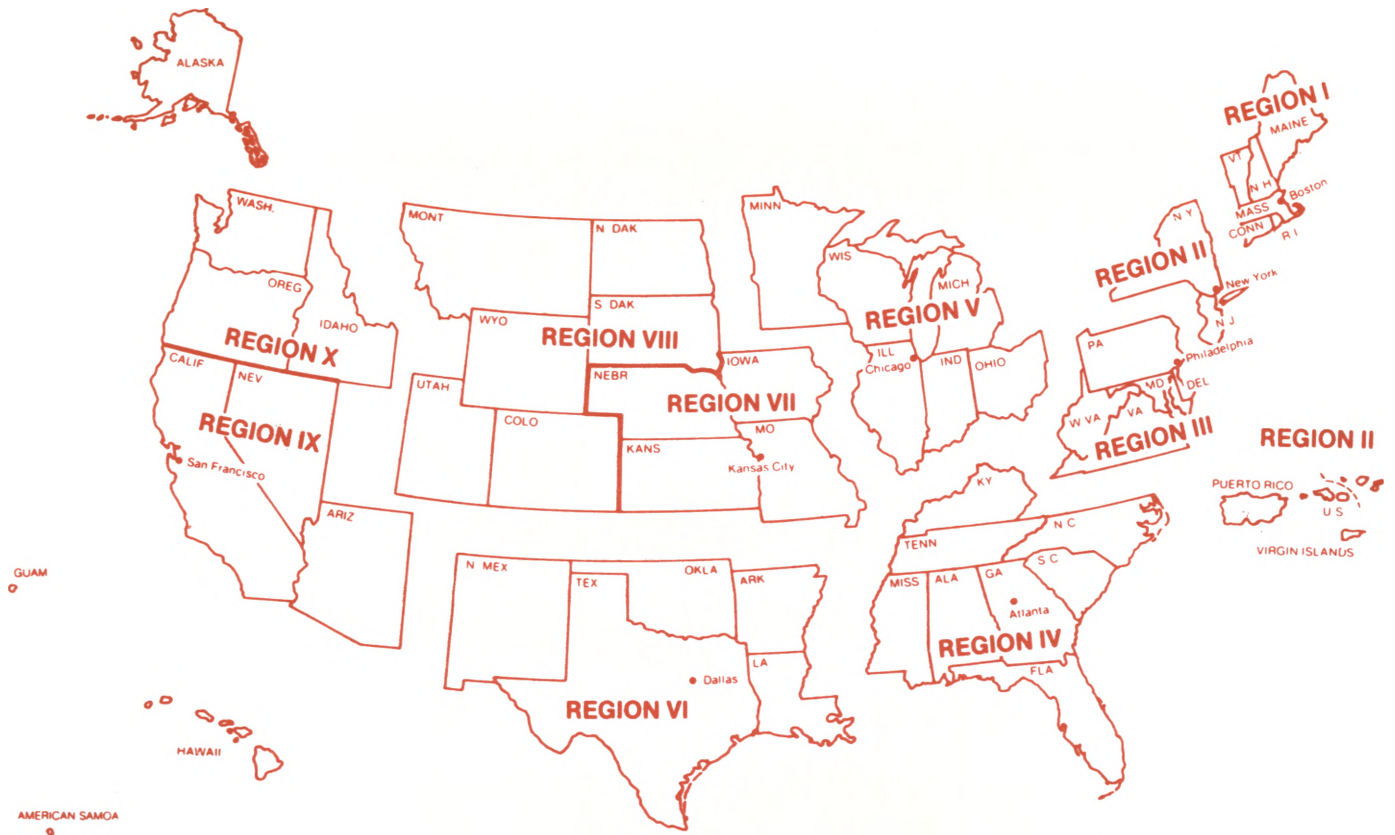 ALASKA
REGION I
MAINE
VT
N H
Boston
MASS
CONN
R I
WASH.
OREG
IDAHO
REGION X
MONT
N DAK
S DAK
WYO
REGION VIII
UTAH
COLO
MINN
WIS
MICH
REGION V
ILL
Chicago
IND
OHIO
N Y
REGION II
New York
N J
PA
Philadelphia
MD
DEL
W VA
VA
REGION III
CALIF
NEV
REGION IX
San Francisco
ARIZ
NEBR
IOWA
REGION VII
KANS
MO
Kansas City
REGION II
PUERTO RICO
U S
VIRGIN ISLANDS
KY
TENN
N C
S C
MISS
ALA
GA
Atlanta
REGION IV
FLA
N MEX
TEX
OKLA
ARK
LA
Dallas
REGION VI
GUAM
HAWAII
AMERICAN SAMOA